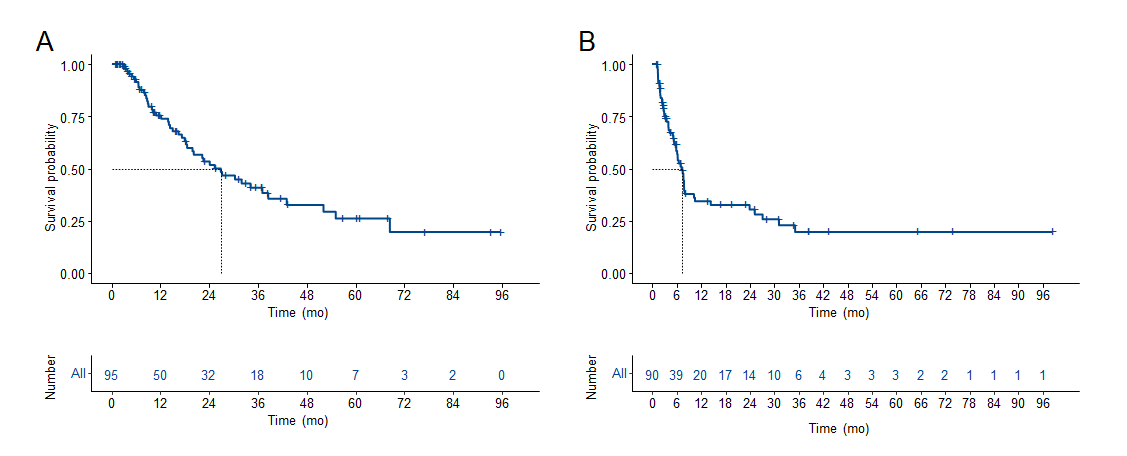 A
Survival probability
1.00
0.75
0.50
0.25
0.00
0 12 24 36 48 60 72 84 96
Time (mo)
Number
All 95 50 32 18 10 7 3 2 0
0 12 24 36 48 60 72 84 96
Time (mo)
B
Survival probability
1.00
0.75
0.50
0.25
0.00
0 6 12 18 24 30 36 42 48 54 60 66 72 78 84 90 96
Time (mo)
Number
All 90 39 20 17 14 10 6 4 3 3 3 2 2 1 1 1 1
0 6 12 18 24 30 36 42 48 54 60 66 72 78 84 90 96
Time (mo)